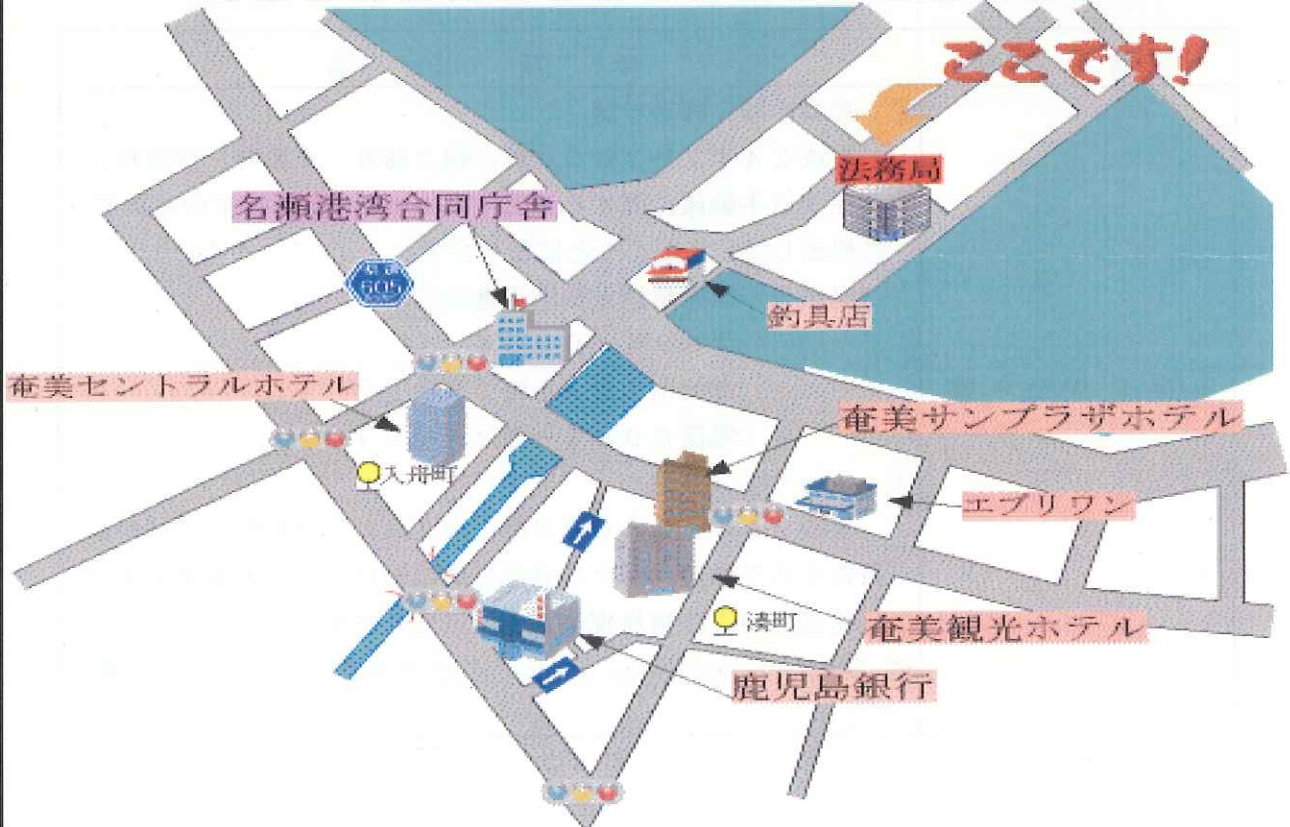 ここです!
法務局
名瀬港湾合同庁舎
県道
605
釣具店
奄美セントラルホテル
奄美サンプラザホテル
入舟町
エブリワン
湊町
奄美観光ホテル
鹿児島銀行